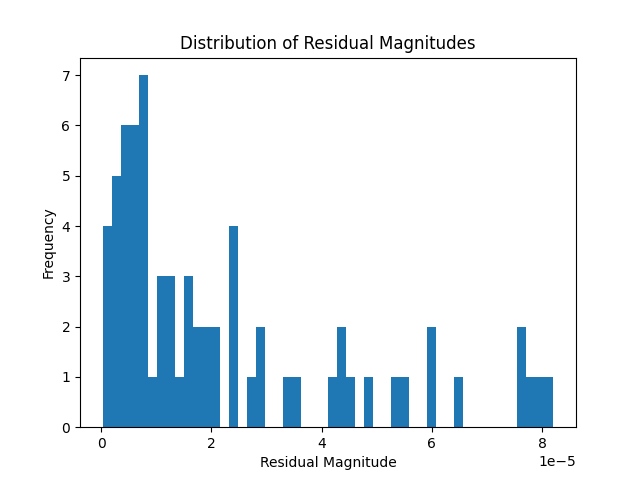 Distribution of Residual Magnitudes
7
6
5
4
3
2
1
0
Frequency
0 2 4 6 8
1e−5
Residual Magnitude